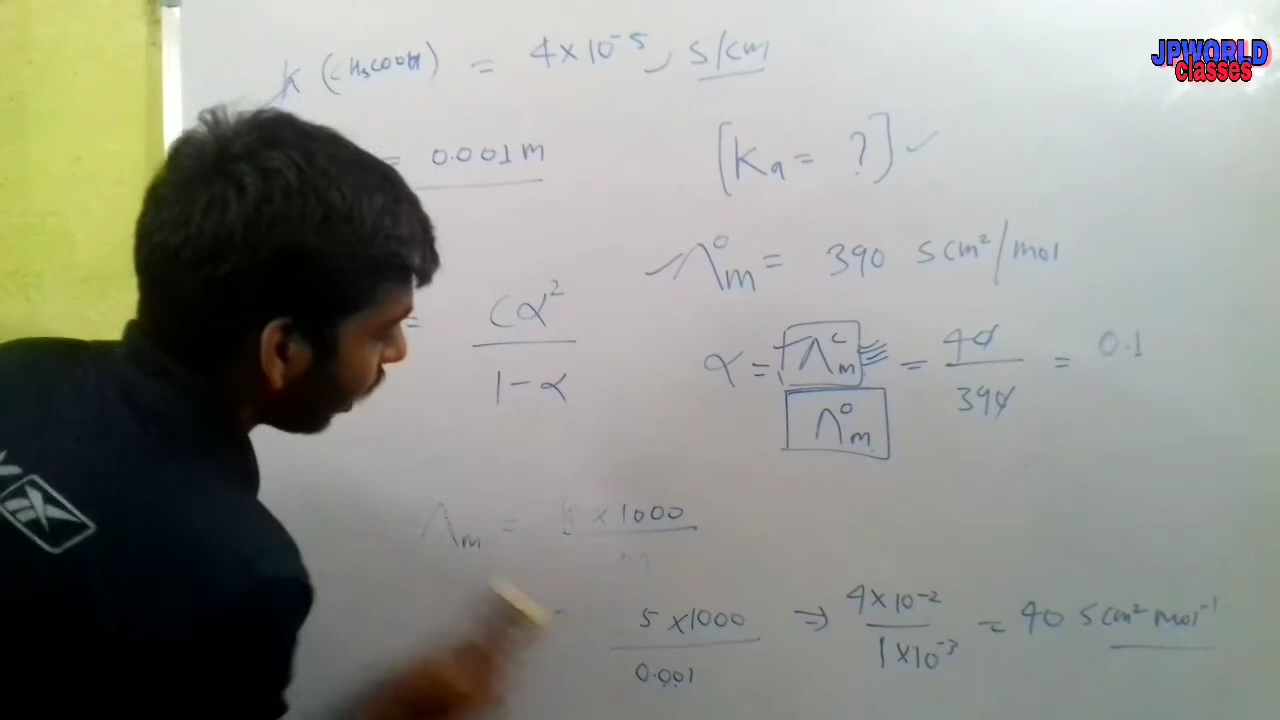 JPWORLD
classes
K (CH3COOH) = 4×10⁻⁵, S/cm
= 0.001M
[Ka = ?]
Λ°m = 390 S cm²/mol
= Cα² / 1-α
α = Λᶜm / Λ°m = 40 / 390 = 0.1
Λm = K × 1000 /
5 ×1000 / 0.001 ⇒ 4×10⁻² / 1×10⁻³ = 40 S cm² mol⁻¹